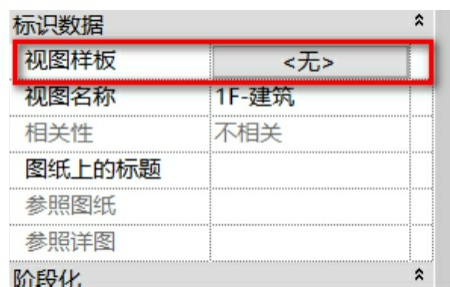 标识数据
视图样板 <无>
视图名称 1F-建筑
相关性 不相关
图纸上的标题
参照图纸
参照详图
阶段化